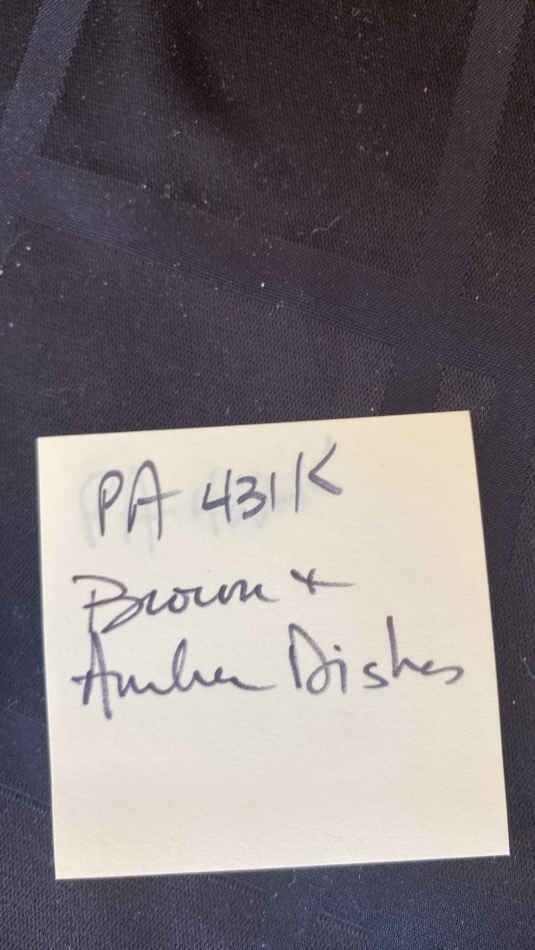 PA 431K
Brown +
Amber Dishes